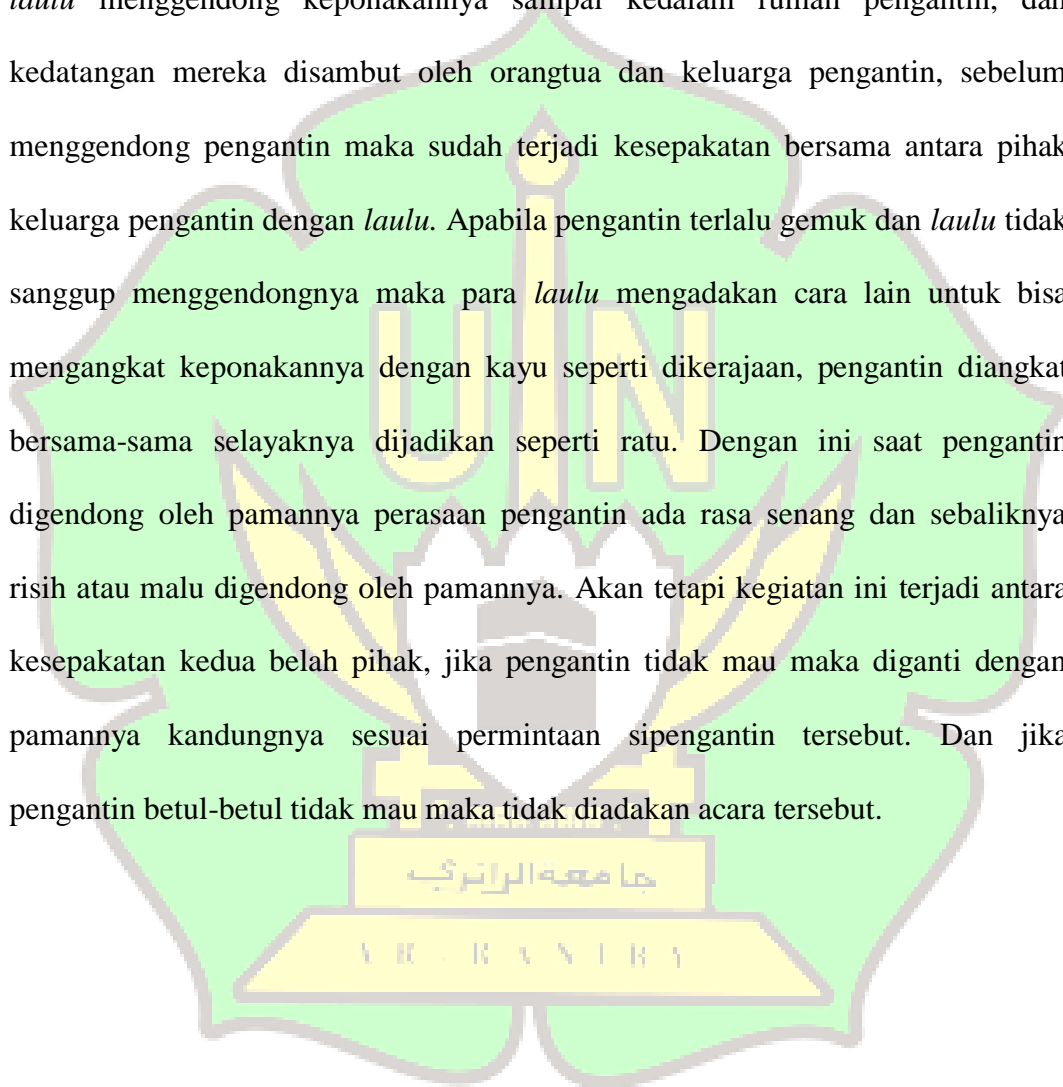 laulu menggendong keponakannya sampai kedalam rumah pengantin, dan
kedatangan mereka disambut oleh orangtua dan keluarga pengantin, sebelum
menggendong pengantin maka sudah terjadi kesepakatan bersama antara pihak
keluarga pengantin dengan laulu. Apabila pengantin terlalu gemuk dan laulu tidak
sanggup menggendongnya maka para laulu mengadakan cara lain untuk bisa
mengangkat keponakannya dengan kayu seperti dikerajaan, pengantin diangkat
bersama-sama selayaknya dijadikan seperti ratu. Dengan ini saat pengantin
digendong oleh pamannya perasaan pengantin ada rasa senang dan sebaliknya
risih atau malu digendong oleh pamannya. Akan tetapi kegiatan ini terjadi antara
kesepakatan kedua belah pihak, jika pengantin tidak mau maka diganti dengan
pamannya kandungnya sesuai permintaan sipengantin tersebut. Dan jika
pengantin betul-betul tidak mau maka tidak diadakan acara tersebut.
UIN
جامعةالرانري
AR-RANIRY